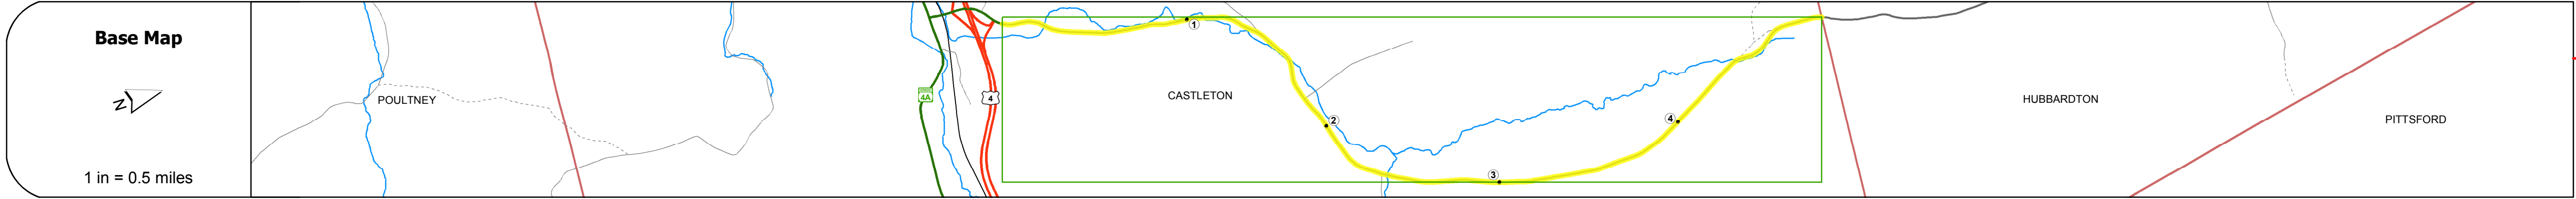 Base Map
N
1 in = 0.5 miles
POULTNEY
4A
4
CASTLETON
1
2
3
4
HUBBARDTON
PITTSFORD